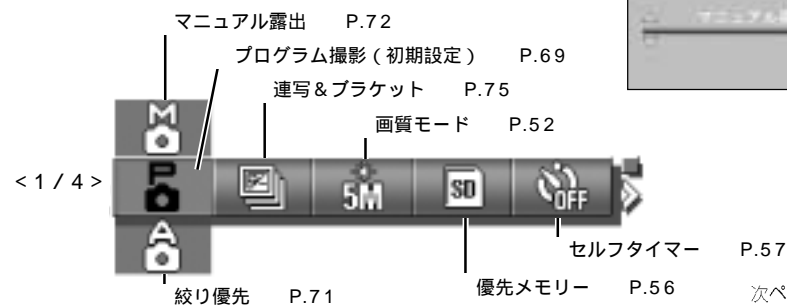 マニュアル露出 P.72
プログラム撮影(初期設定) P.69
連写&ブラケット P.75
画質モード P.52
<1/4>
M
P
A
5M
SD
OFF
セルフタイマー P.57
優先メモリー P.56
絞り優先 P.71
次ペ